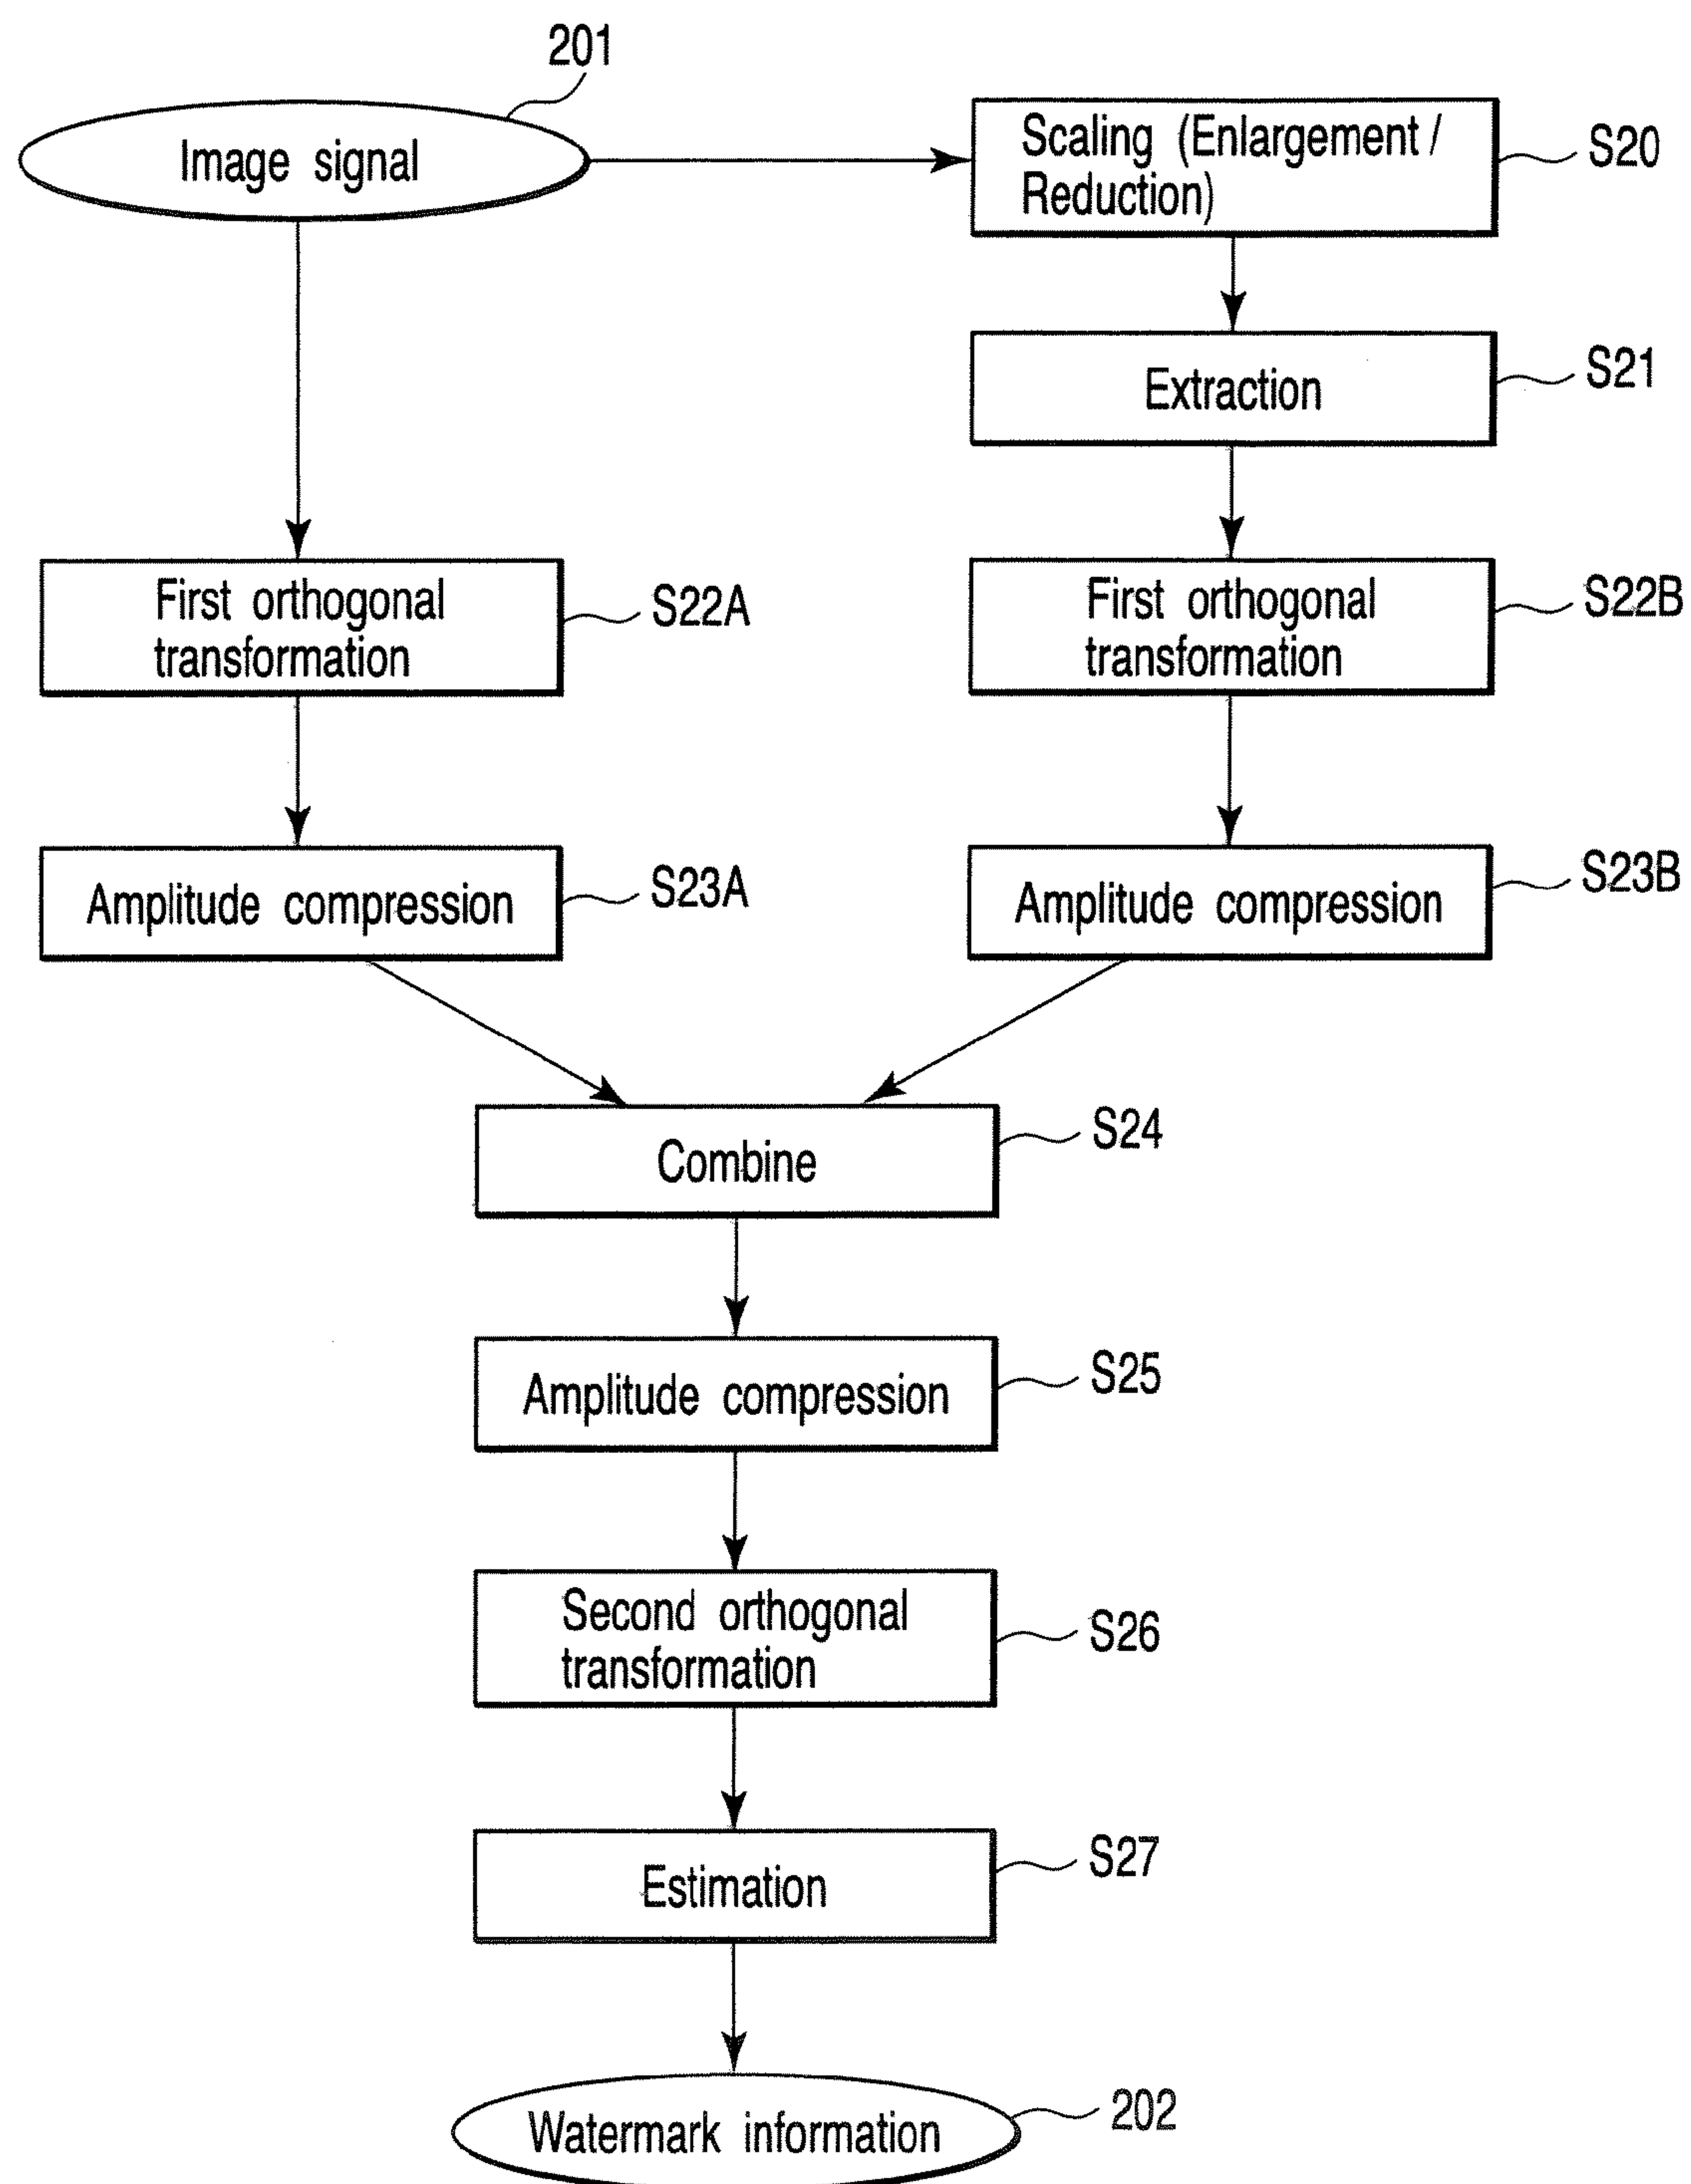 201
Image signal
Scaling (Enlargement /
Reduction)
S20
Extraction
S21
First orthogonal
transformation
S22A
First orthogonal
transformation
S22B
Amplitude compression
S23A
Amplitude compression
S23B
Combine
S24
Amplitude compression
S25
Second orthogonal
transformation
S26
Estimation
S27
Watermark information
202